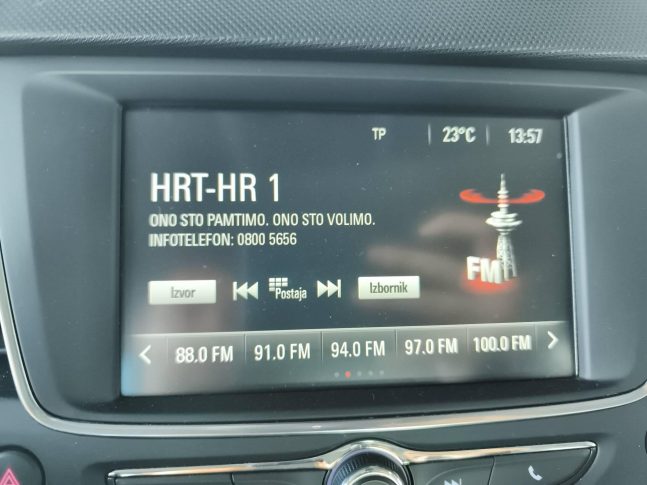 TP 23°C 13:57
HRT-HR 1
ONO STO PAMTIMO. ONO STO VOLIMO.
INFOTELEFON: 0800 5656
FM
Izvor Postaja Izbornik
88.0 FM 91.0 FM 94.0 FM 97.0 FM 100.0 FM